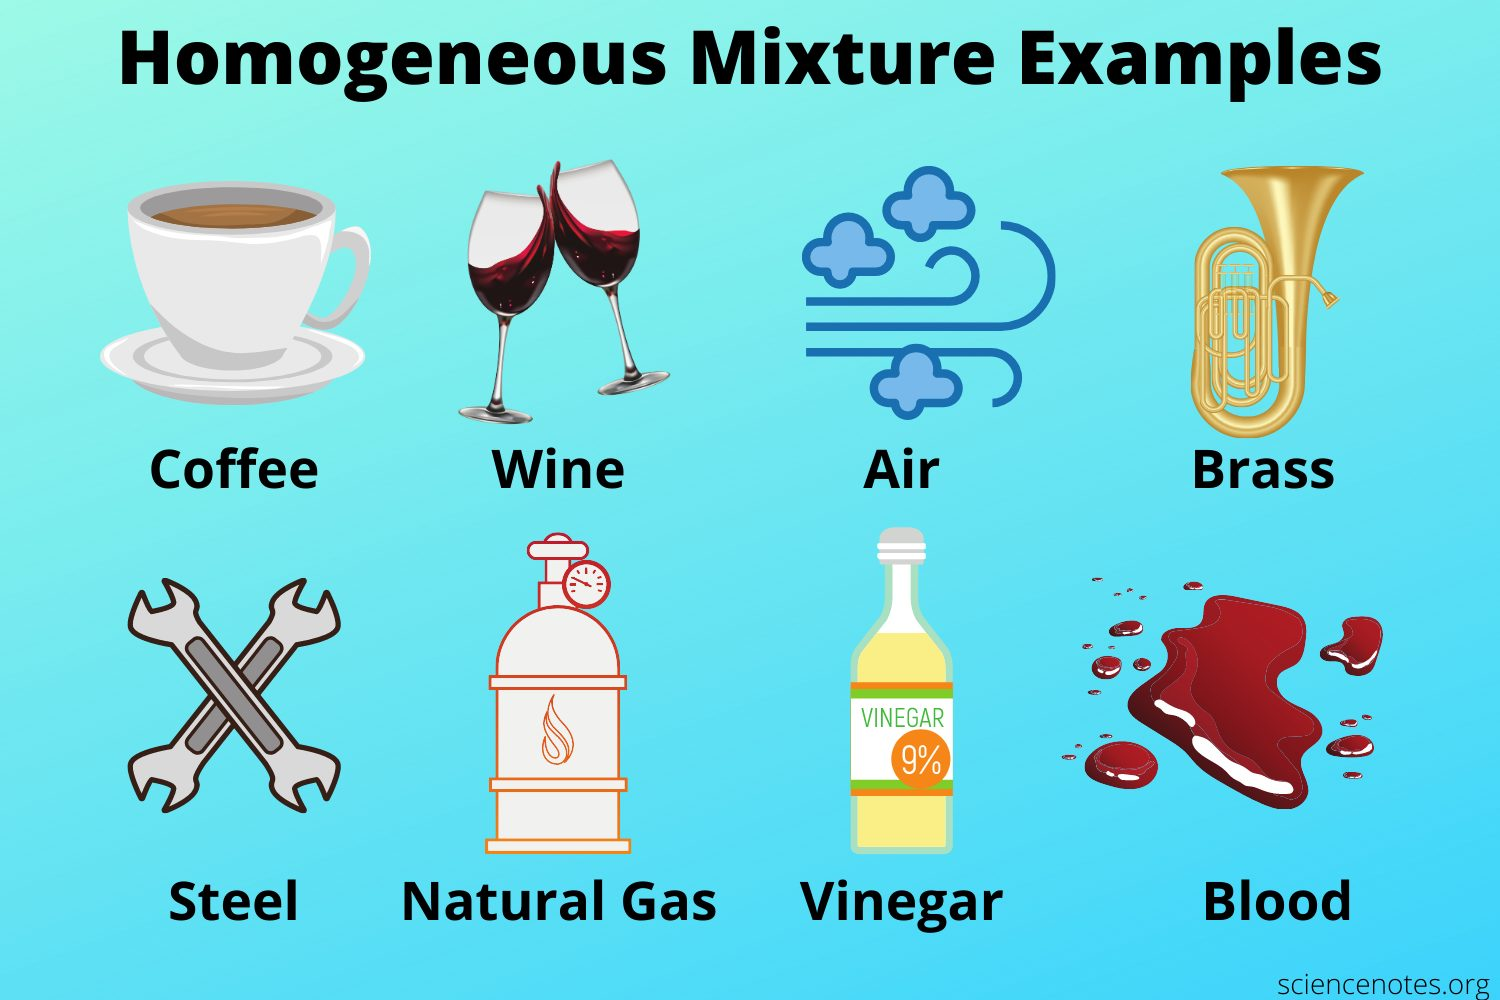 Homogeneous Mixture Examples
Coffee
Wine
Air
Brass
VINEGAR
9%
Steel
Natural Gas
Vinegar
Blood
sciencenotes.org